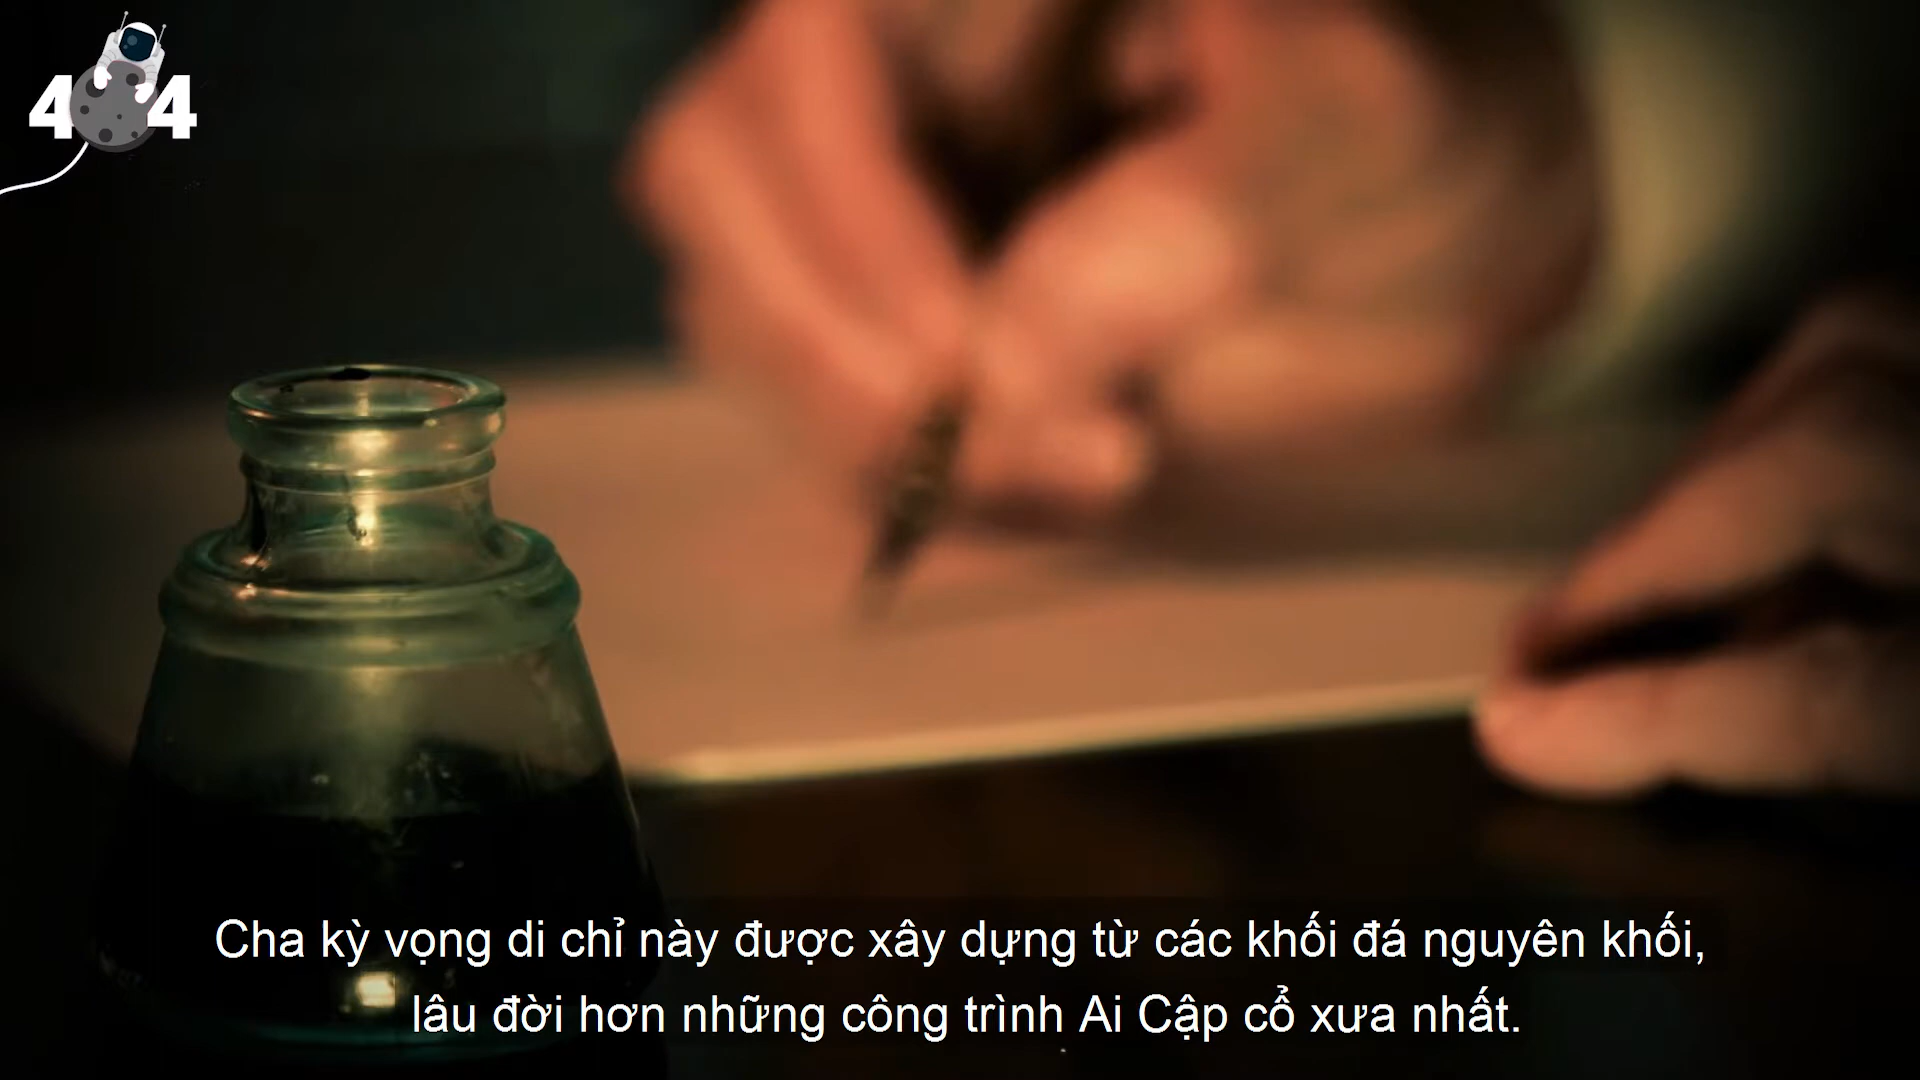 404
Cha kỳ vọng di chỉ này được xây dựng từ các khối đá nguyên khối,
lâu đời hơn những công trình Ai Cập cổ xưa nhất.